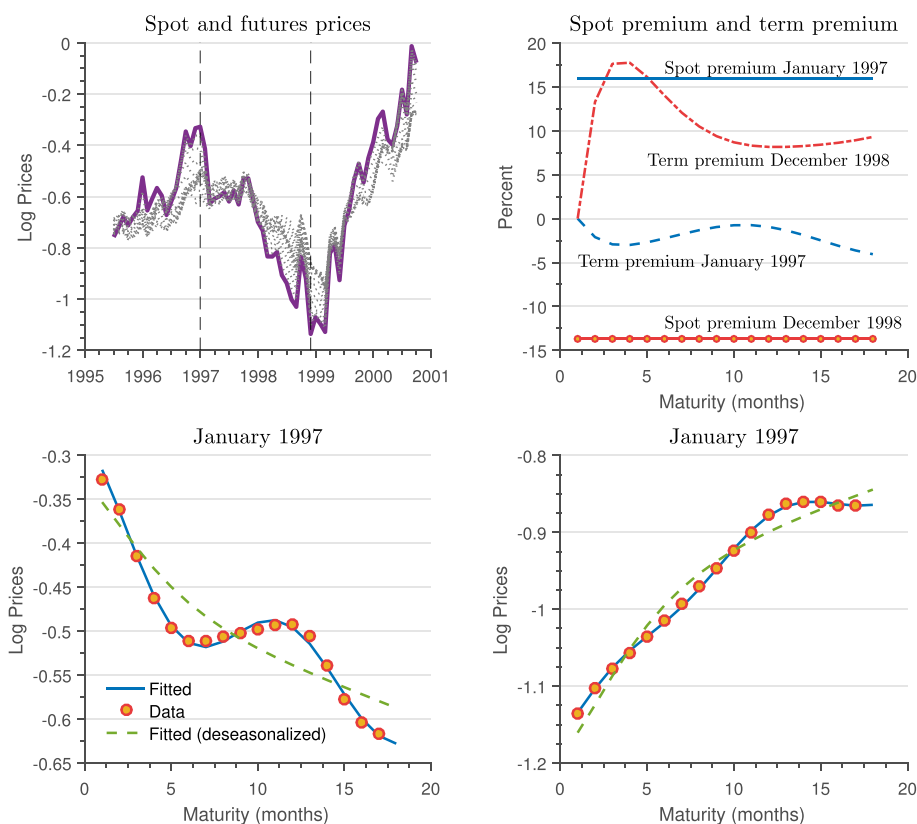 Spot and futures prices
Log Prices
0
-0.2
-0.4
-0.6
-0.8
-1
-1.2
1995 1996 1997 1998 1999 2000 2001
Spot premium and term premium
Percent
20
15
10
5
0
-5
-10
-15
Spot premium January 1997
Term premium December 1998
Term premium January 1997
Spot premium December 1998
0 5 10 15 20
Maturity (months)
January 1997
Log Prices
-0.3
-0.35
-0.4
-0.45
-0.5
-0.55
-0.6
-0.65
Fitted
Data
Fitted (deseasonalized)
0 5 10 15 20
Maturity (months)
January 1997
Log Prices
-0.8
-0.9
-1
-1.1
-1.2
0 5 10 15 20
Maturity (months)